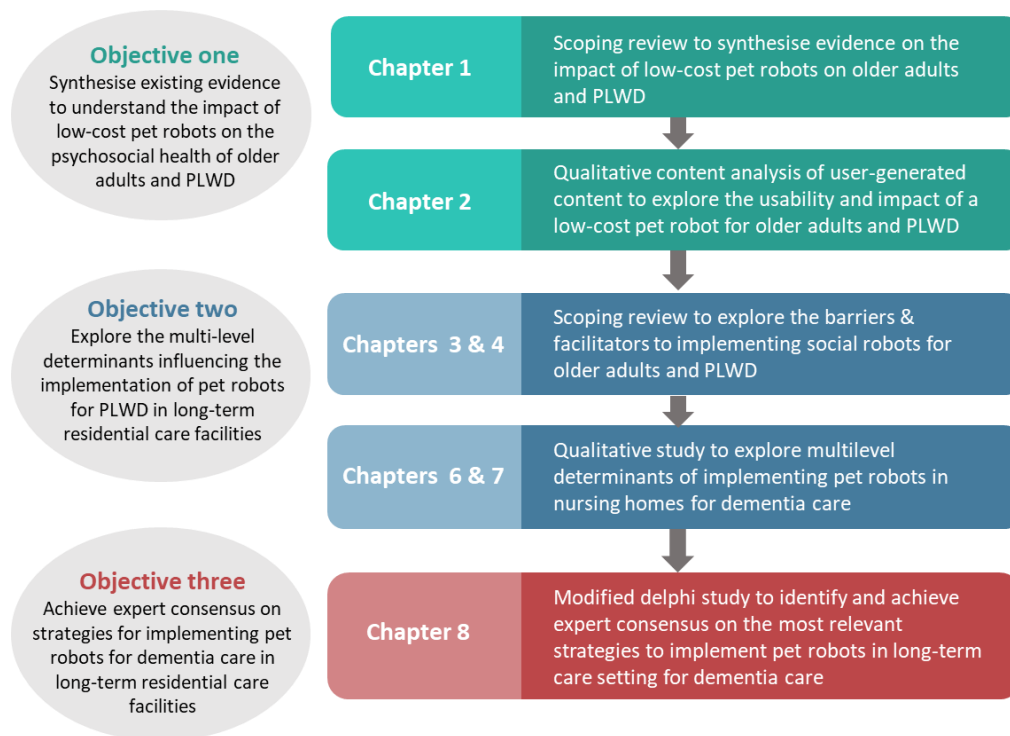 Objective one
Synthesise existing evidence
to understand the impact of
low-cost pet robots on the
psychosocial health of older
adults and PLWD
Chapter 1
Scoping review to synthesise evidence on the
impact of low-cost pet robots on older adults
and PLWD
Chapter 2
Qualitative content analysis of user-generated
content to explore the usability and impact of a
low-cost pet robot for older adults and PLWD
Objective two
Explore the multi-level
determinants influencing the
implementation of pet robots
for PLWD in long-term
residential care facilities
Chapters 3 & 4
Scoping review to explore the barriers &
facilitators to implementing social robots for
older adults and PLWD
Chapters 6 & 7
Qualitative study to explore multilevel
determinants of implementing pet robots in
nursing homes for dementia care
Objective three
Achieve expert consensus on
strategies for implementing pet
robots for dementia care in
long-term residential care
facilities
Chapter 8
Modified delphi study to identify and achieve
expert consensus on the most relevant
strategies to implement pet robots in long-term
care setting for dementia care